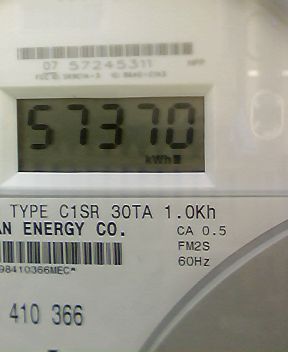 07 57245311
57370
kWh
TYPE C1SR 30TA 1.0Kh
AN ENERGY CO.
CA 0.5
FM2S
60Hz
98410366MEC*
410 366